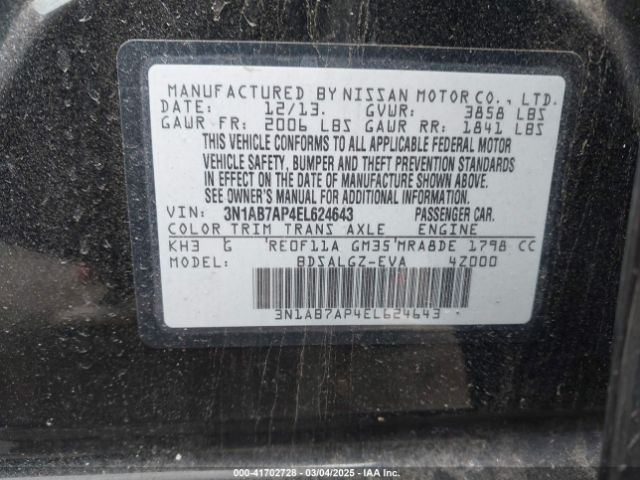 MANUFACTURED BY NISSAN MOTOR CO., LTD.
DATE: 12/13. GVWR: 3858 LBS
GAWR FR: 2006 LBS GAWR RR: 1841 LBS
THIS VEHICLE CONFORMS TO ALL APPLICABLE FEDERAL MOTOR
VEHICLE SAFETY, BUMPER AND THEFT PREVENTION STANDARDS
IN EFFECT ON THE DATE OF MANUFACTURE SHOWN ABOVE.
SEE OWNER'S MANUAL FOR ADDITIONAL INFORMATION.
VIN: 3N1AB7AP4EL624643 PASSENGER CAR.
COLOR TRIM TRANS AXLE ENGINE
KH3 G RE0F11A GM35 MRA8DE 1798 CC
MODEL: BDSALGZ-EVA 4Z000
3N1AB7AP4EL624643
000-41702728 - 03/04/2025 - IAA Inc.